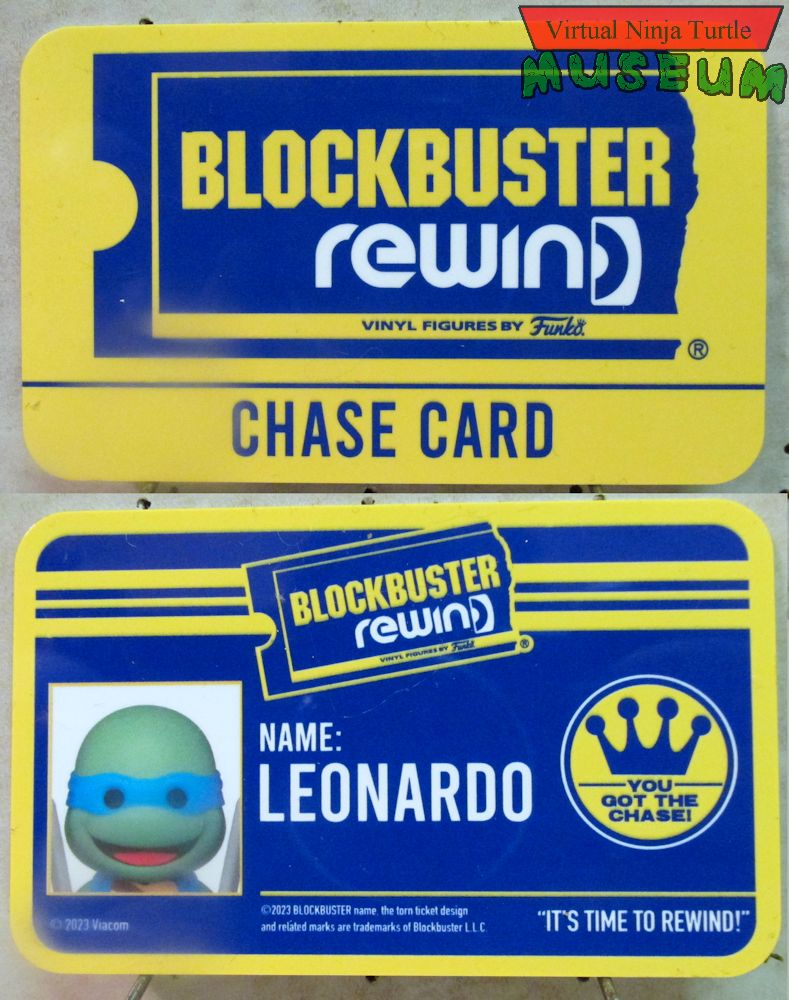 Virtual Ninja Turtle
MUSEUM
BLOCKBUSTER
rewind
VINYL FIGURES BY Funko®
CHASE CARD
BLOCKBUSTER
rewind
VINYL FIGURES BY Funko ®
NAME:
LEONARDO
YOU
GOT THE
CHASE!
©2023 BLOCKBUSTER name, the torn ticket design
and related marks are trademarks of Blockbuster L.L.C.
© 2023 Viacom
“IT'S TIME TO REWIND!”